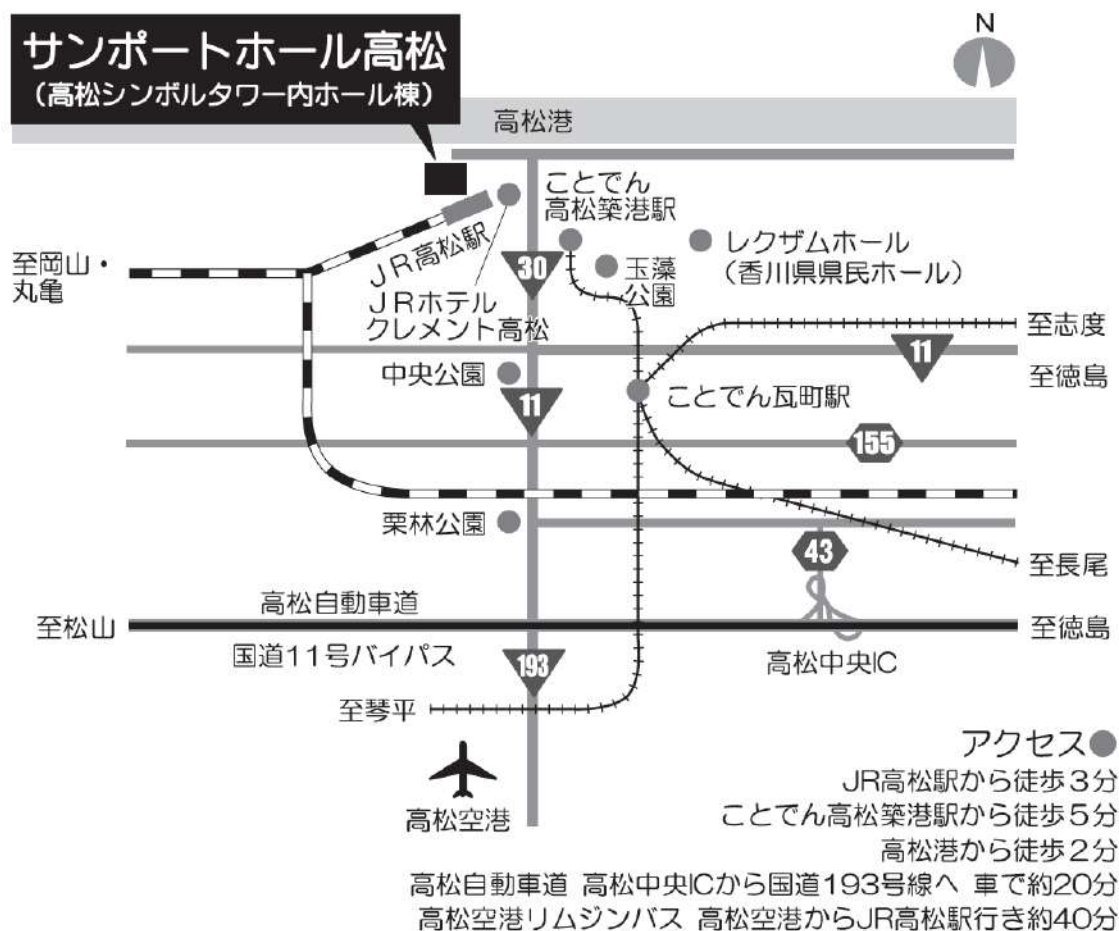 サンポートホール高松
(高松シンボルタワー内ホール棟)
N
高松港
ことでん
高松築港駅
JR高松駅
レクザムホール
(香川県県民ホール)
至岡山・
丸亀
30
玉藻
公園
JRホテル
クレメント高松
至志度
11
至徳島
中央公園
11
ことでん瓦町駅
155
栗林公園
43
至長尾
高松自動車道
至松山
至徳島
国道11号バイパス
193
高松中央IC
至琴平
高松空港
アクセス●
JR高松駅から徒歩3分
ことでん高松築港駅から徒歩5分
高松港から徒歩2分
高松自動車道 高松中央ICから国道193号線へ 車で約20分
高松空港リムジンバス 高松空港からJR高松駅行き約40分